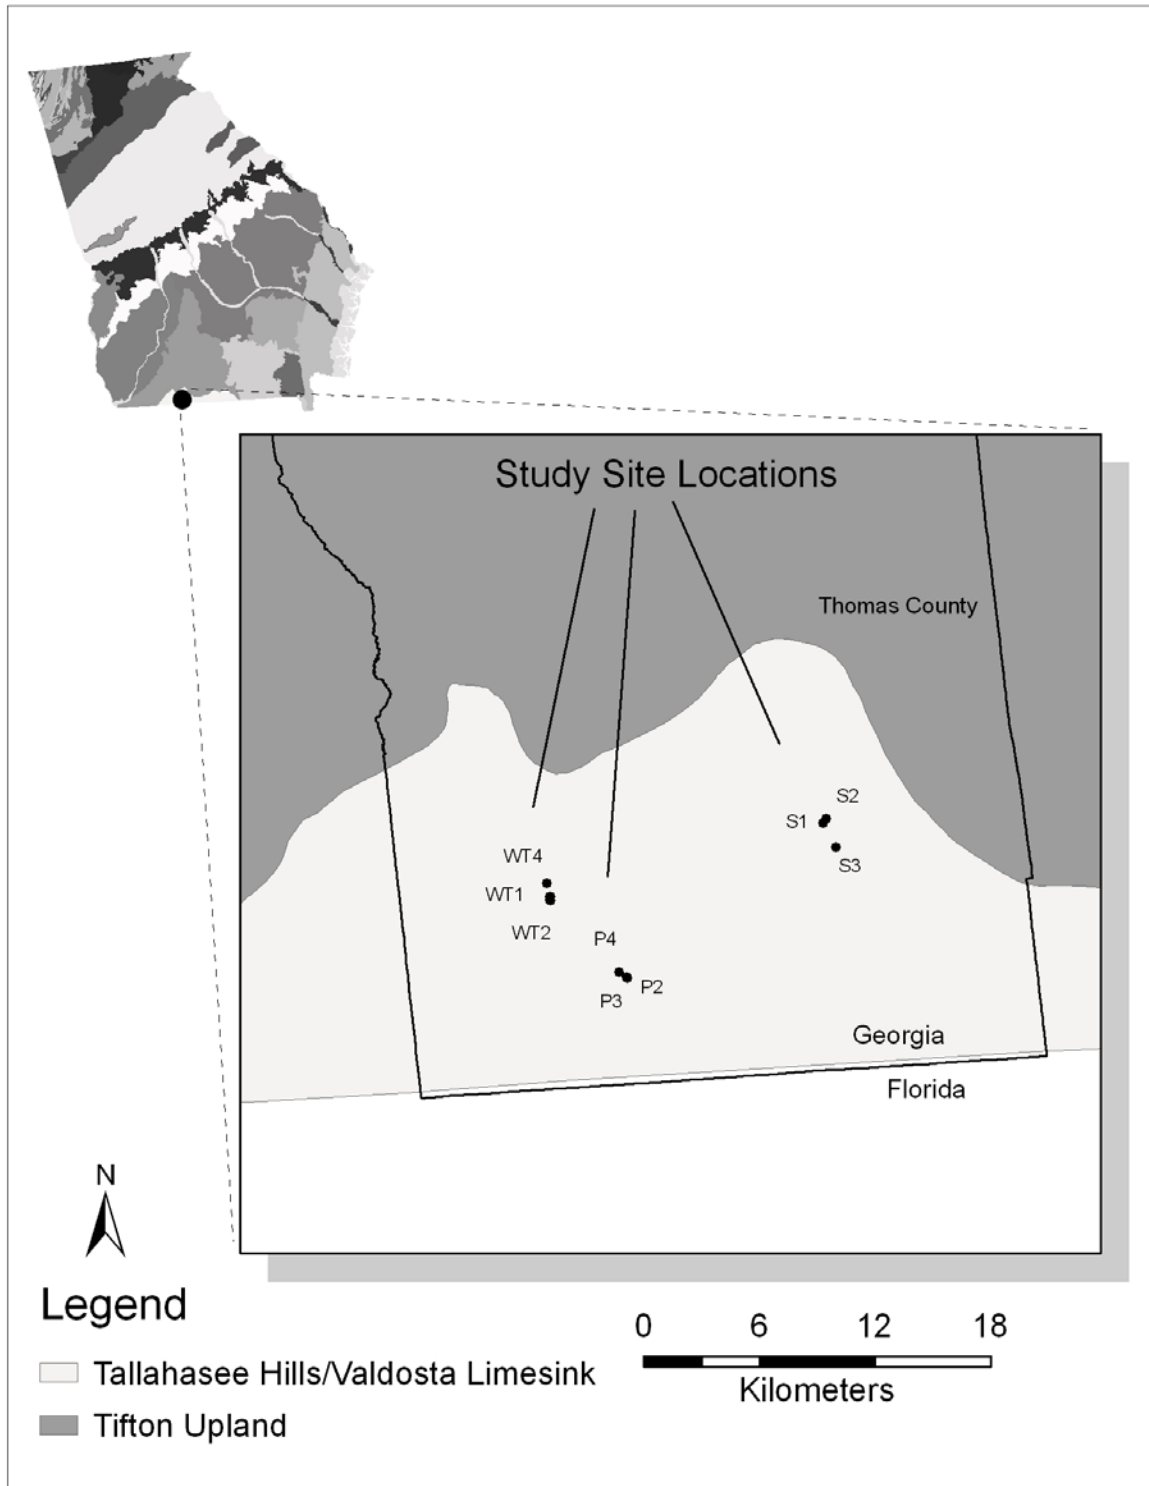 Study Site Locations
Thomas County
S2
S1
S3
WT4
WT1
WT2
P4
P2
P3
Georgia
Florida
N
Legend
Tallahasee Hills/Valdosta Limesink
Tifton Upland
0 6 12 18
Kilometers